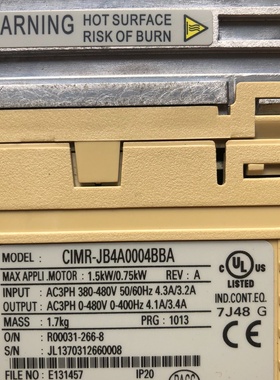 WARNING HOT SURFACE
RISK OF BURN
MODEL : CIMR-JB4A0004BBA
MAX APPLI. MOTOR : 1.5kW/0.75kW REV : A
INPUT : AC3PH 380-480V 50/60Hz 4.3A/3.2A
OUTPUT : AC3PH 0-480V 0-400Hz 4.1A/3.4A
MASS : 1.7kg PRG : 1013
O/N : R00031-266-8
S/N : JL1370312660008
FILE NO : E131457 IP20
C UL US
LISTED
IND.CONT.EQ.
7J48 G